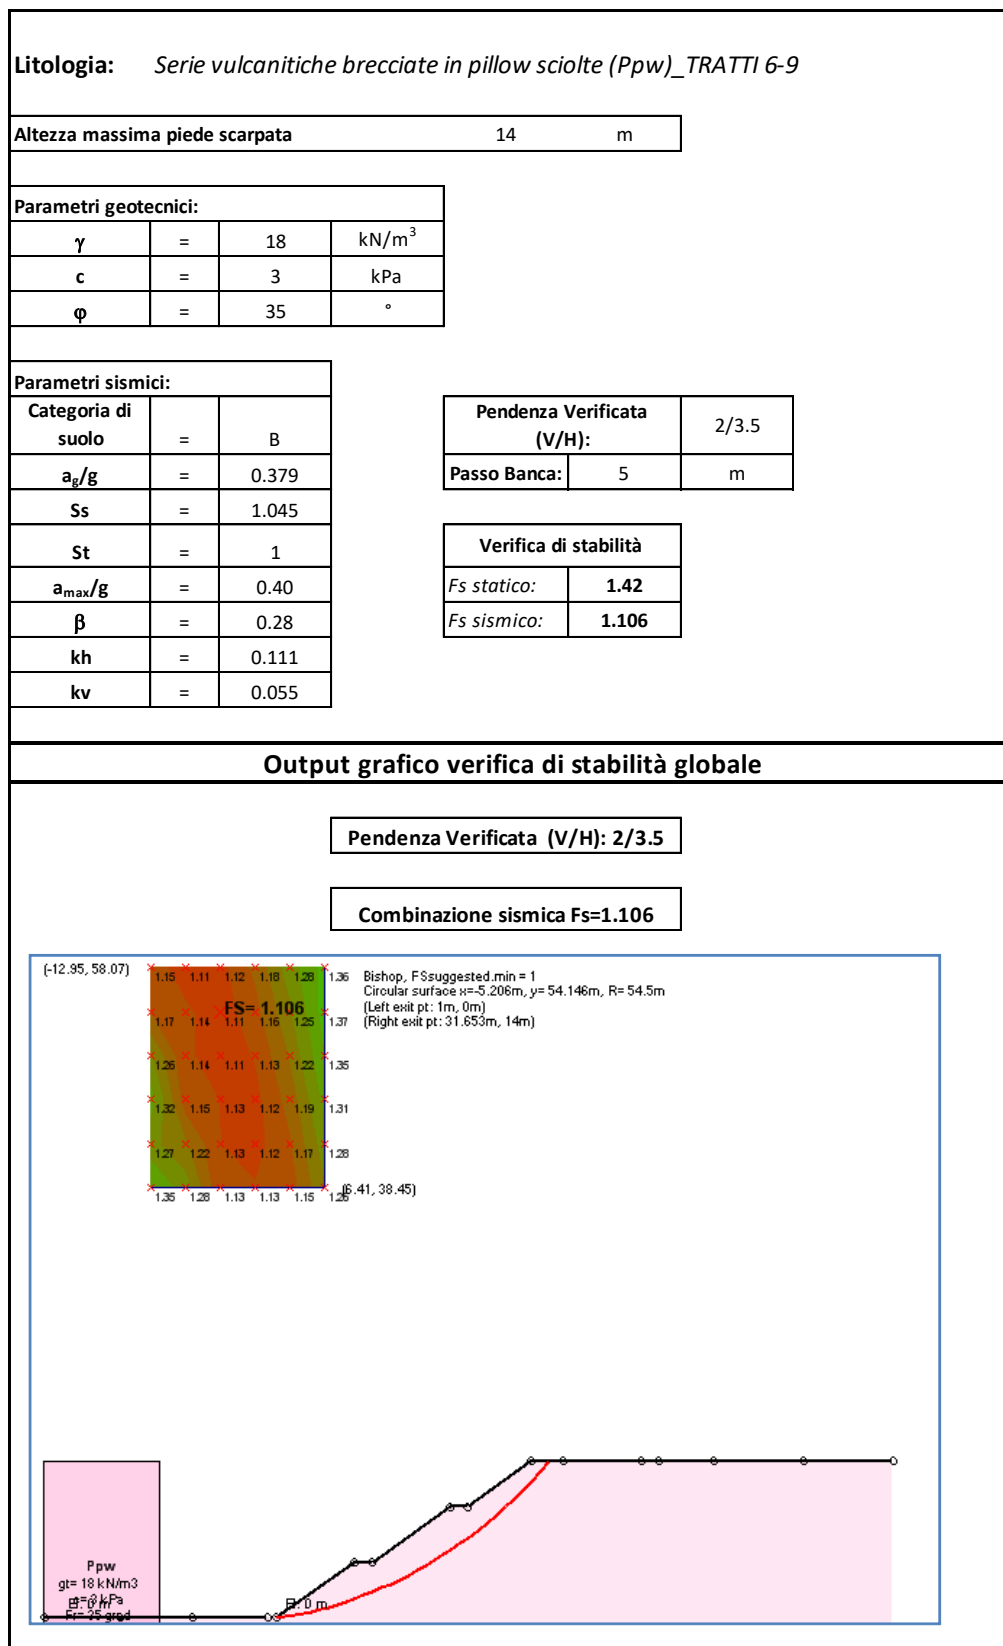 Litologia: Serie vulcanitiche brecciate in pillow sciolte (Ppw)_TRATTI 6-9
Altezza massima piede scarpata 14 m
Parametri geotecnici:
γ = 18 kN/m³
c = 3 kPa
φ = 35 °
Parametri sismici:
Categoria di suolo = B
ag/g = 0.379
Ss = 1.045
St = 1
amax/g = 0.40
β = 0.28
kh = 0.111
kv = 0.055
Pendenza Verificata (V/H): 2/3.5
Passo Banca: 5 m
Verifica di stabilità
Fs statico: 1.42
Fs sismico: 1.106
Output grafico verifica di stabilità globale
Pendenza Verificata (V/H): 2/3.5
Combinazione sismica Fs=1.106
(-12.95, 58.07)
Bishop, FSsuggested.min = 1
Circular surface x=-5.206m, y= 54.146m, R= 54.5m
(Left exit pt: 1m, 0m)
(Right exit pt: 31.653m, 14m)
1.15 1.11 1.12 1.18 1.28 1.36
FS= 1.106
1.17 1.14 1.11 1.16 1.25 1.37
1.26 1.14 1.11 1.13 1.22 1.35
1.32 1.15 1.13 1.12 1.19 1.31
1.27 1.22 1.13 1.12 1.17 1.28
1.35 1.28 1.13 1.13 1.15
(6.41, 38.45)
Ppw
gt= 18 kN/m3
c= 3 kPa
El: 0 m
Fr= 35 grad
El: 0 m